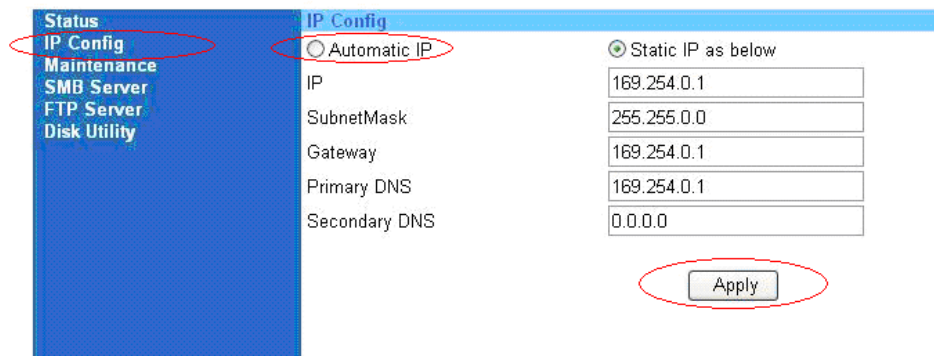 Status
IP Config
Maintenance
SMB Server
FTP Server
Disk Utility
IP Config
Automatic IP Static IP as below
IP 169.254.0.1
SubnetMask 255.255.0.0
Gateway 169.254.0.1
Primary DNS 169.254.0.1
Secondary DNS 0.0.0.0
Apply